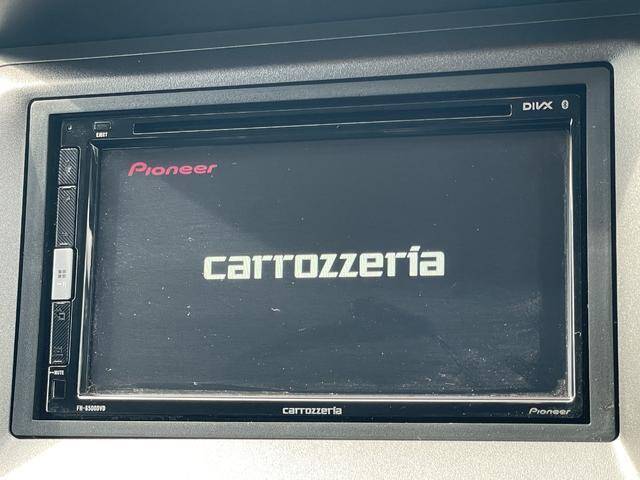 DIVX
EJECT
Pioneer
carrozzeria
MUTE
FH-6500DVD
carrozzeria
Pioneer